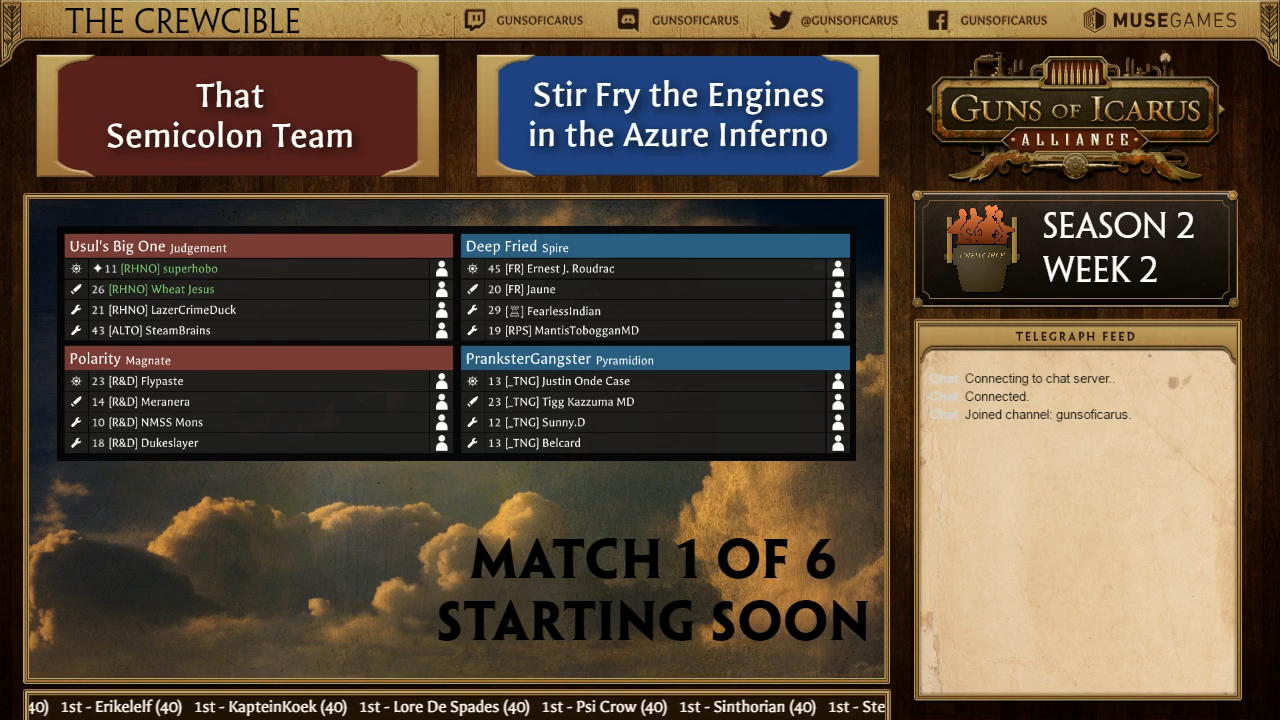 THE CREWCIBLE
GUNSOFICARUS
GUNSOFICARUS
@GUNSOFICARUS
GUNSOFICARUS
MUSEGAMES
That
Semicolon Team
Stir Fry the Engines
in the Azure Inferno
GUNS OF ICARUS
ALLIANCE
SEASON 2
WEEK 2
CREWCIBLE
Usul's Big One Judgement
11 [RHNO] superhobo
26 [RHNO] Wheat Jesus
21 [RHNO] LazerCrimeDuck
43 [ALTO] SteamBrains
Deep Fried Spire
45 [FR] Ernest J. Roudrac
20 [FR] Jaune
29 [♖] FearlessIndian
19 [RPS] MantisTobogganMD
Polarity Magnate
23 [R&D] Flypaste
14 [R&D] Meranera
10 [R&D] NMSS Mons
18 [R&D] Dukeslayer
PranksterGangster Pyramidion
13 [_TNG] Justin Onde Case
23 [_TNG] Tigg Kazzuma MD
12 [_TNG] Sunny.D
13 [_TNG] Belcard
MATCH 1 OF 6
STARTING SOON
TELEGRAPH FEED
Chat Connecting to chat server..
Chat Connected.
Chat Joined channel: gunsoficarus.
40) 1st - Erikelelf (40) 1st - KapteinKoek (40) 1st - Lore De Spades (40) 1st - Psi Crow (40) 1st - Sinthorian (40) 1st - Ste